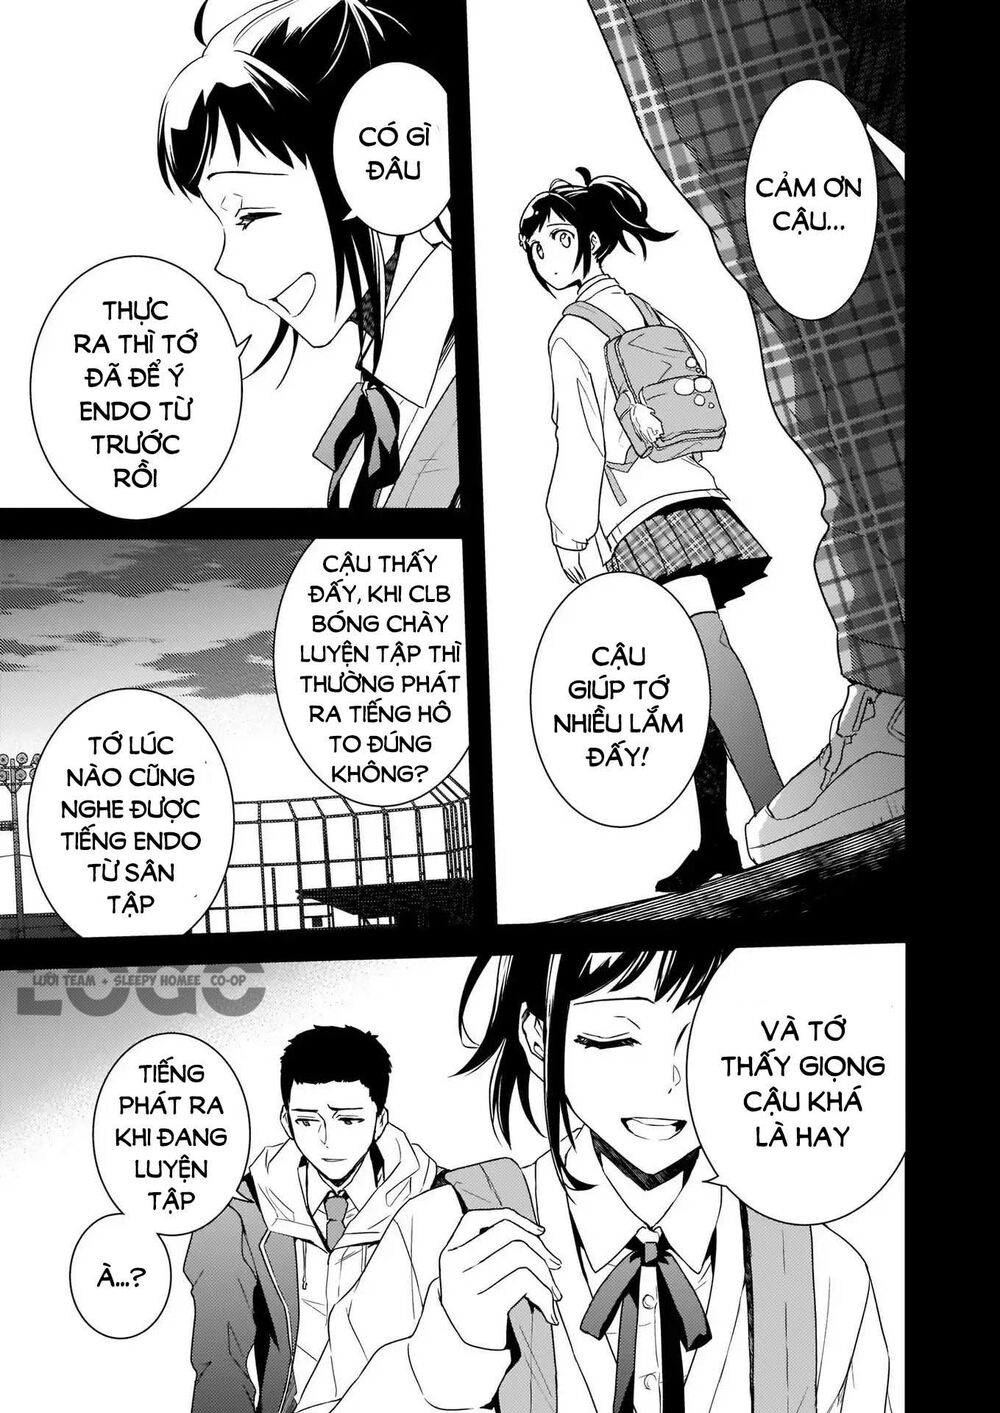 CẢM ƠN
CẬU...
CẬU
GIÚP TỚ
NHIỀU LẮM
ĐẤY!
CÓ GÌ
ĐÂU
THỰC
RA THÌ TỚ
ĐÃ ĐỂ Ý
ENDO TỪ
TRƯỚC
RỒI
CẬU THẤY
ĐẤY, KHI CLB
BÓNG CHÀY
LUYỆN TẬP THÌ
THƯỜNG PHÁT
RA TIẾNG HÔ
TO ĐÚNG
KHÔNG?
TỚ LÚC
NÀO CŨNG
NGHE ĐƯỢC
TIẾNG ENDO
TỪ SÂN
TẬP
LOGO
LƯỜI TEAM + SLEEPY HOMEE CO-OP
VÀ TỚ
THẤY GIỌNG
CẬU KHÁ
LÀ HAY
TIẾNG
PHÁT RA
KHI ĐANG
LUYỆN
TẬP
À...?